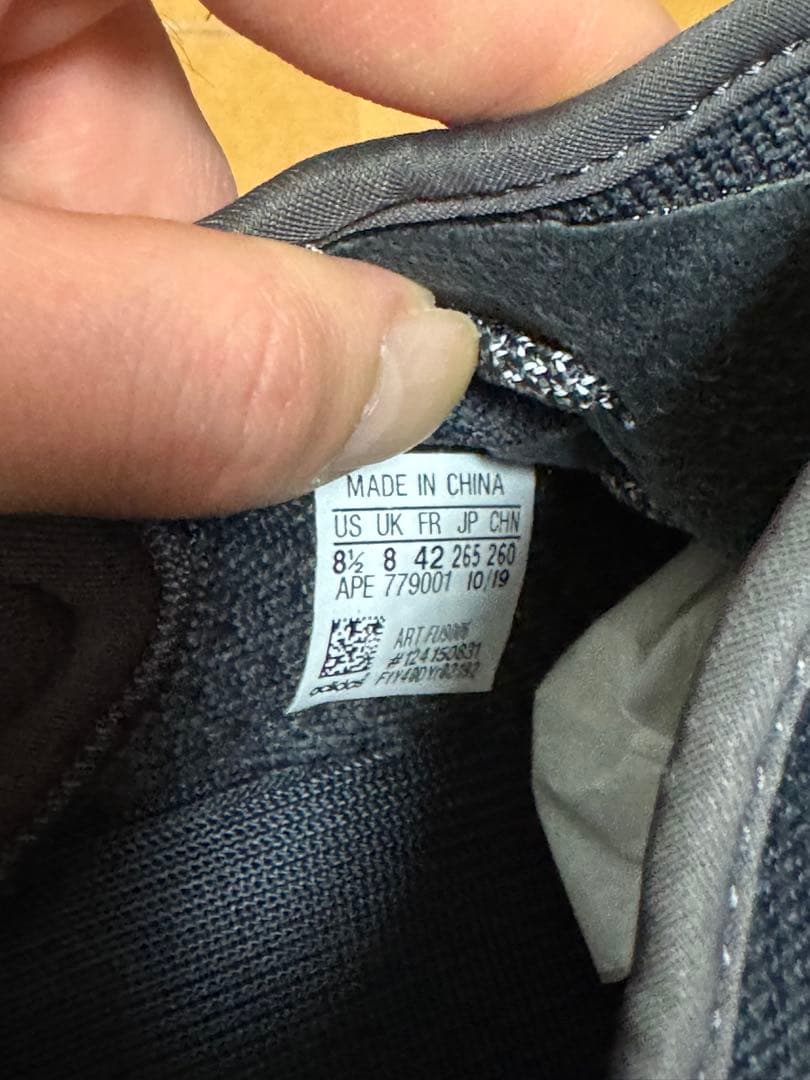 MADE IN CHINA
US UK FR JP CHN
8½ 8 42 265 260
APE 779001 10/19
#124150831
adidas